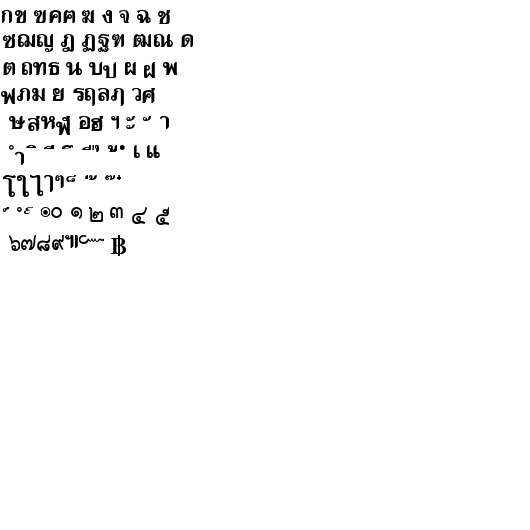 กข ฃคฅ ฆ ง จ ฉ ช
ซฌญ ฎ ฏฐฑ ฒณ ด
ต ถทธ น บป ผ ฝ พ
ฟภม ย รฤลฦ วศ
ษสหฬ อฮ ฯ ะ ั า
ำ ิ ี ึ ื ุ ู ฺ เ แ
โใไๅๆ ็ ่ ้ ๊ ๋
์ ํ ๎ ๏๐ ๑ ๒ ๓ ๔ ๕
๖๗๘๙๚๛ ฿